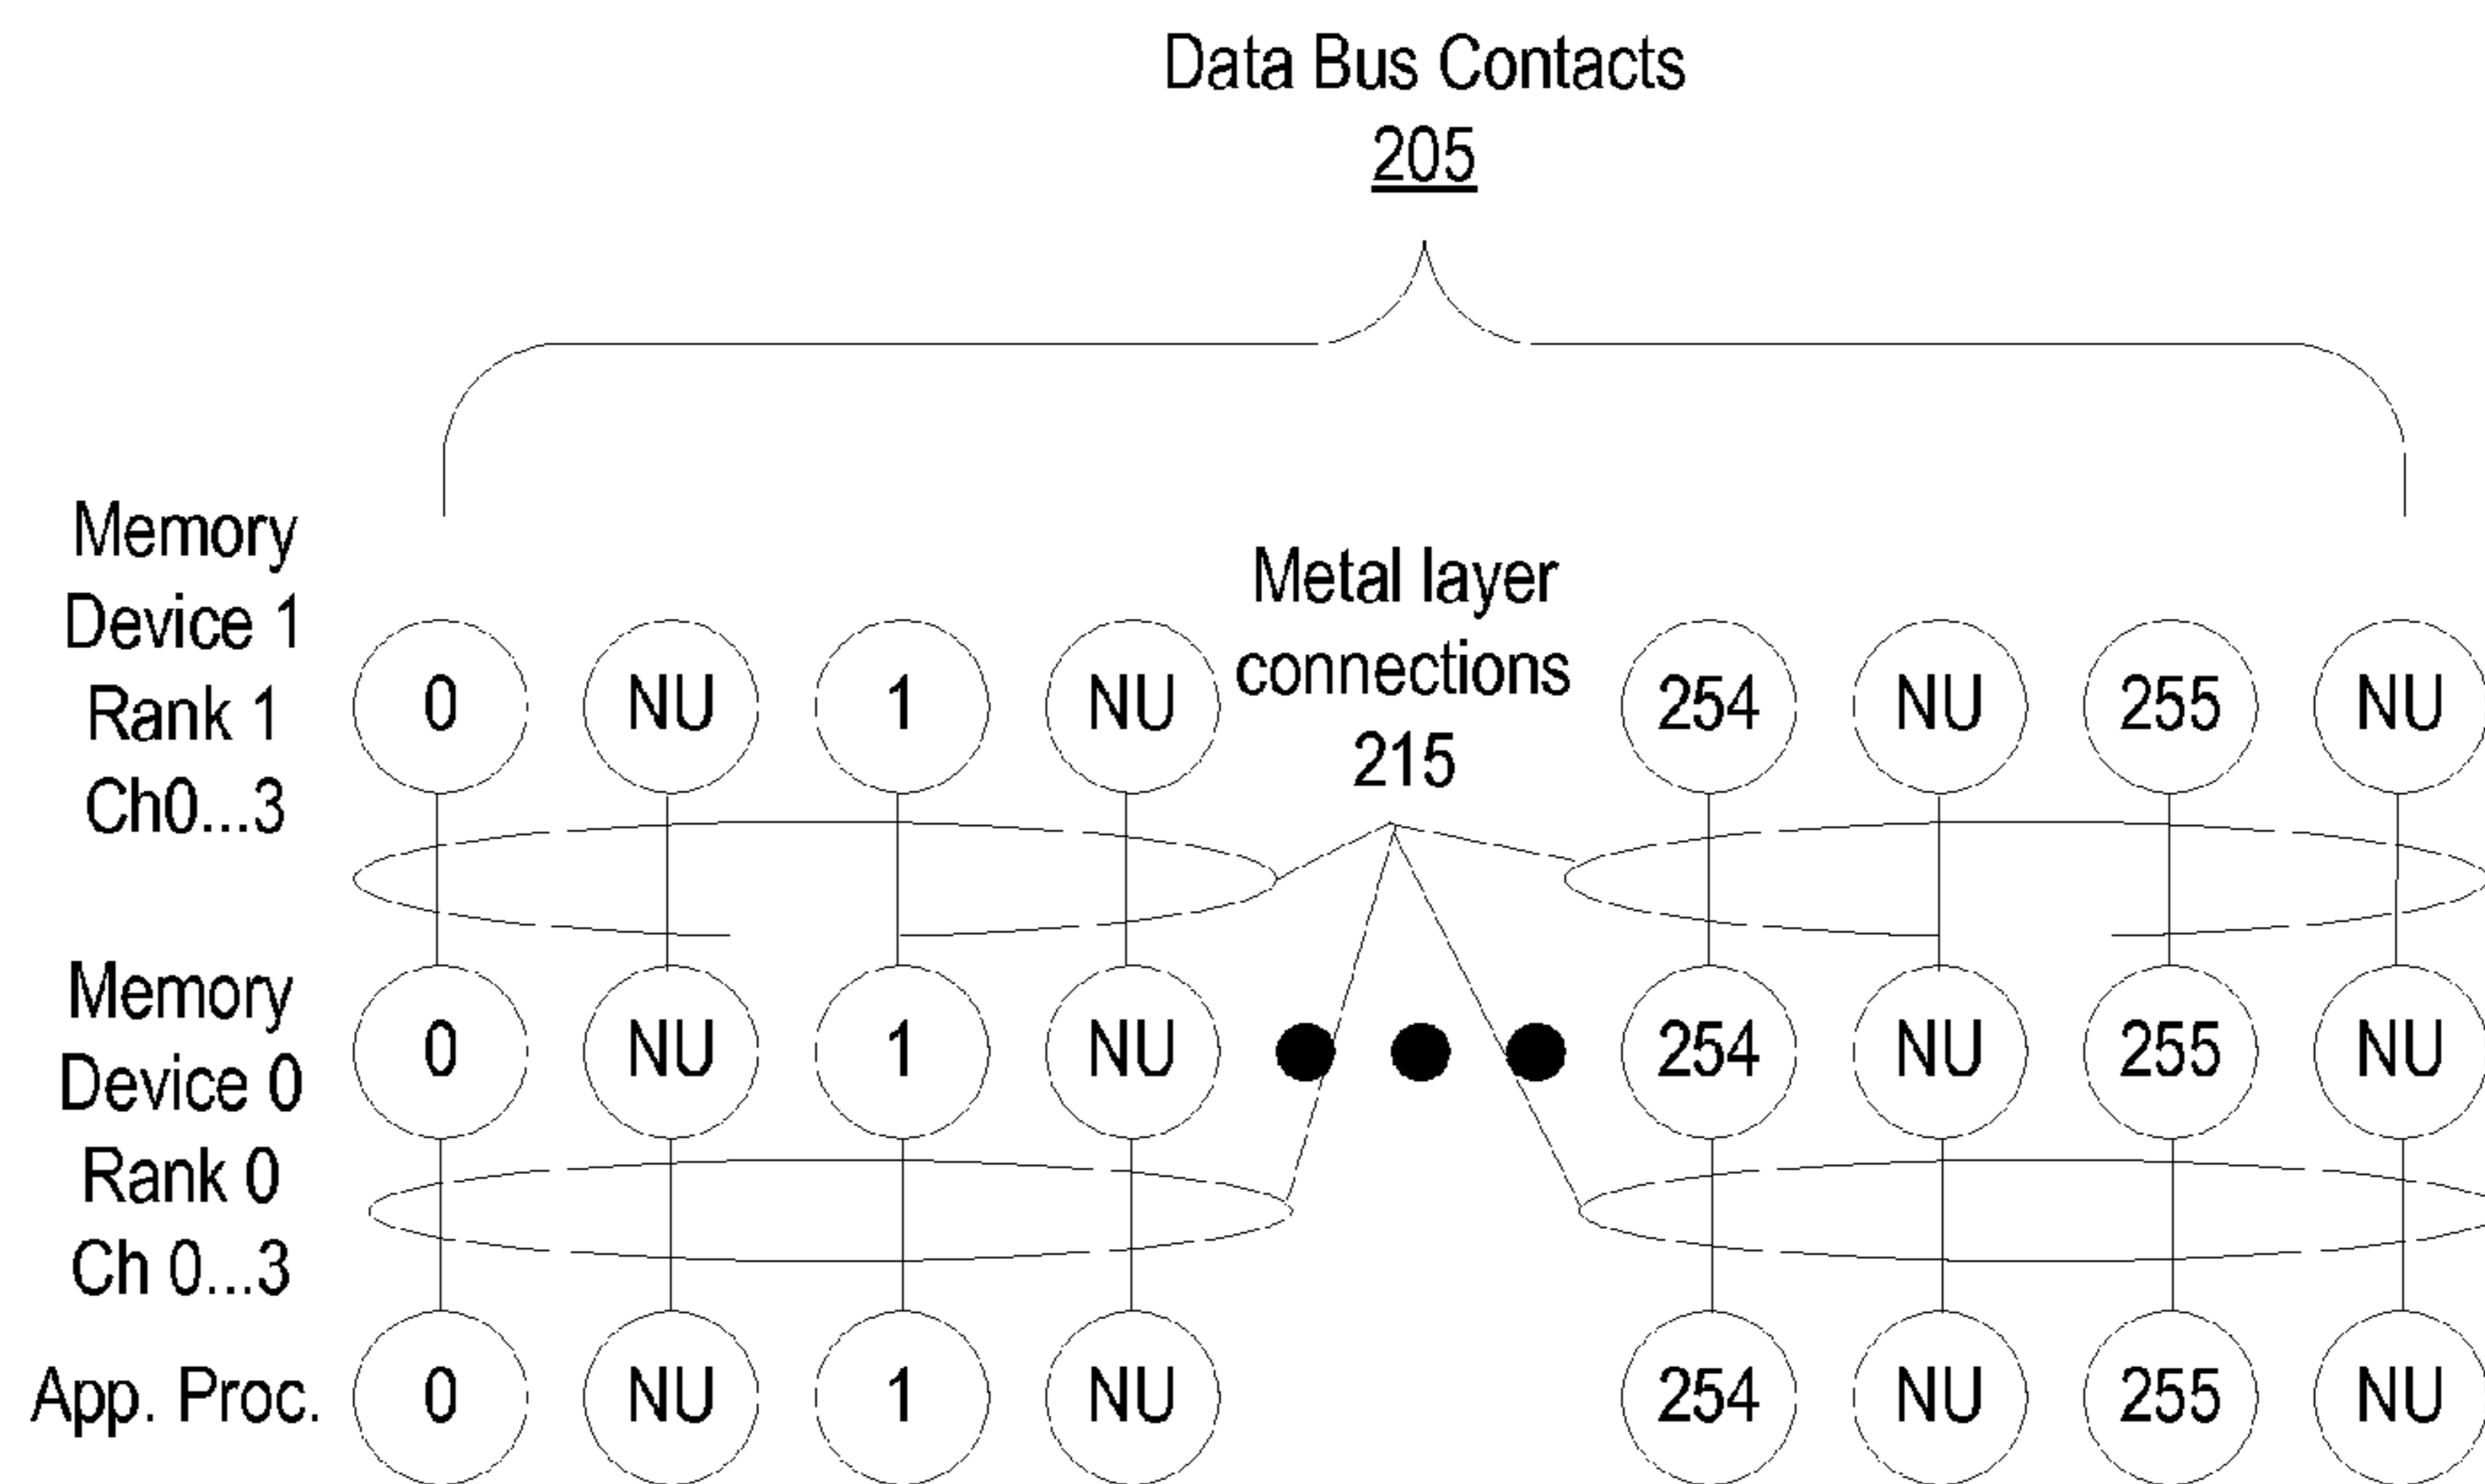 Data Bus Contacts
205
Memory
Device 1
Rank 1
Ch0...3
Metal layer
connections
215
0 NU 1 NU 254 NU 255 NU
Memory
Device 0
Rank 0
Ch 0...3
0 NU 1 NU 254 NU 255 NU
App. Proc. 0 NU 1 NU 254 NU 255 NU